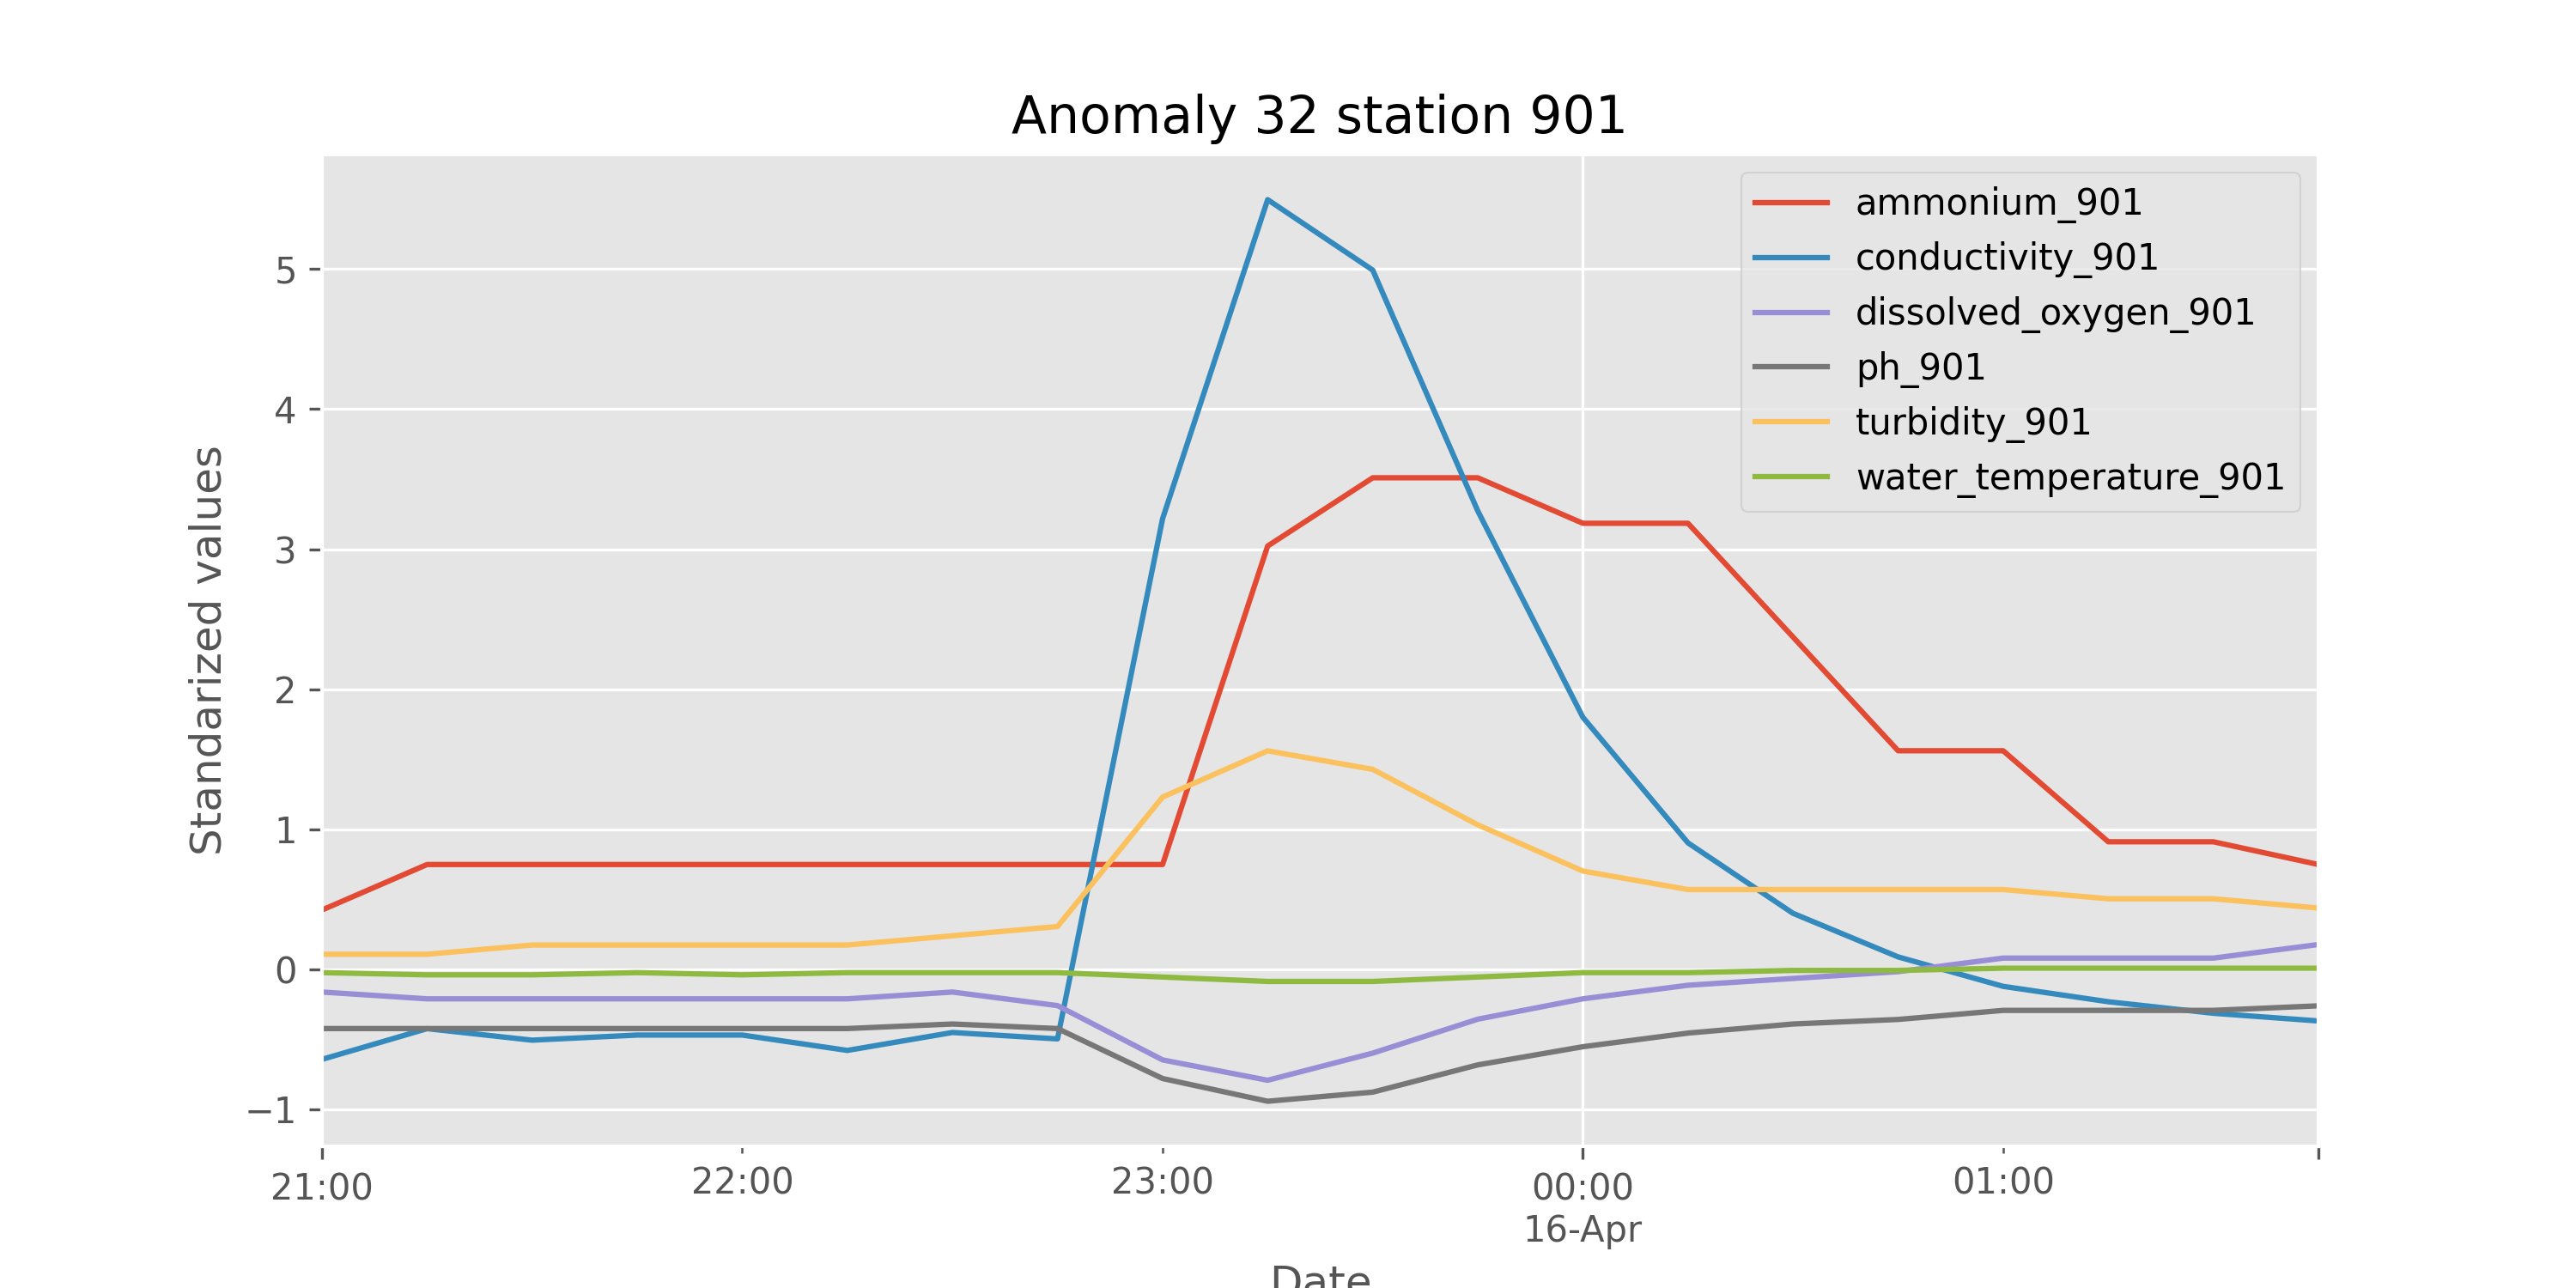 Anomaly 32 station 901
ammonium_901
conductivity_901
dissolved_oxygen_901
ph_901
turbidity_901
water_temperature_901
Standarized values
5
4
3
2
1
0
−1
21:00 22:00 23:00 00:00 01:00
16-Apr
Date